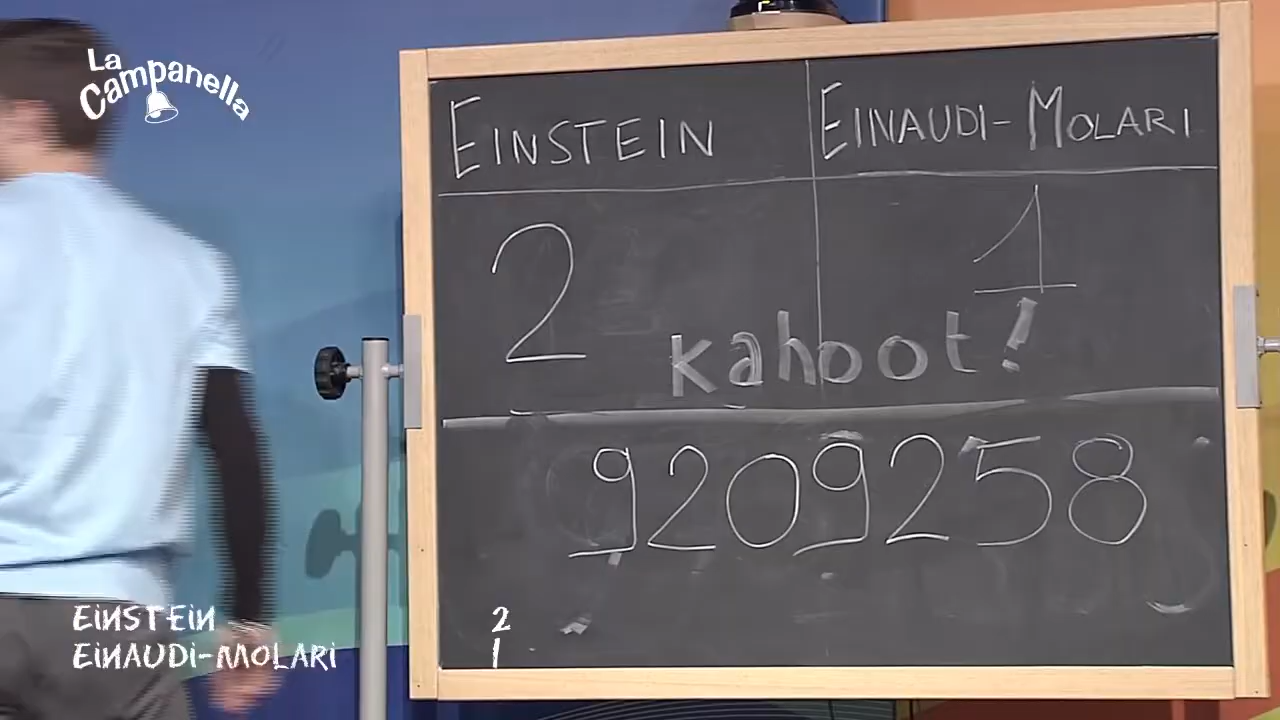 La
Campanella
EINSTEIN
EINAUDI-MOLARI
2
1
kahoot!
9209258
EINSTEIN 2
EINAUDI-MOLARI 1